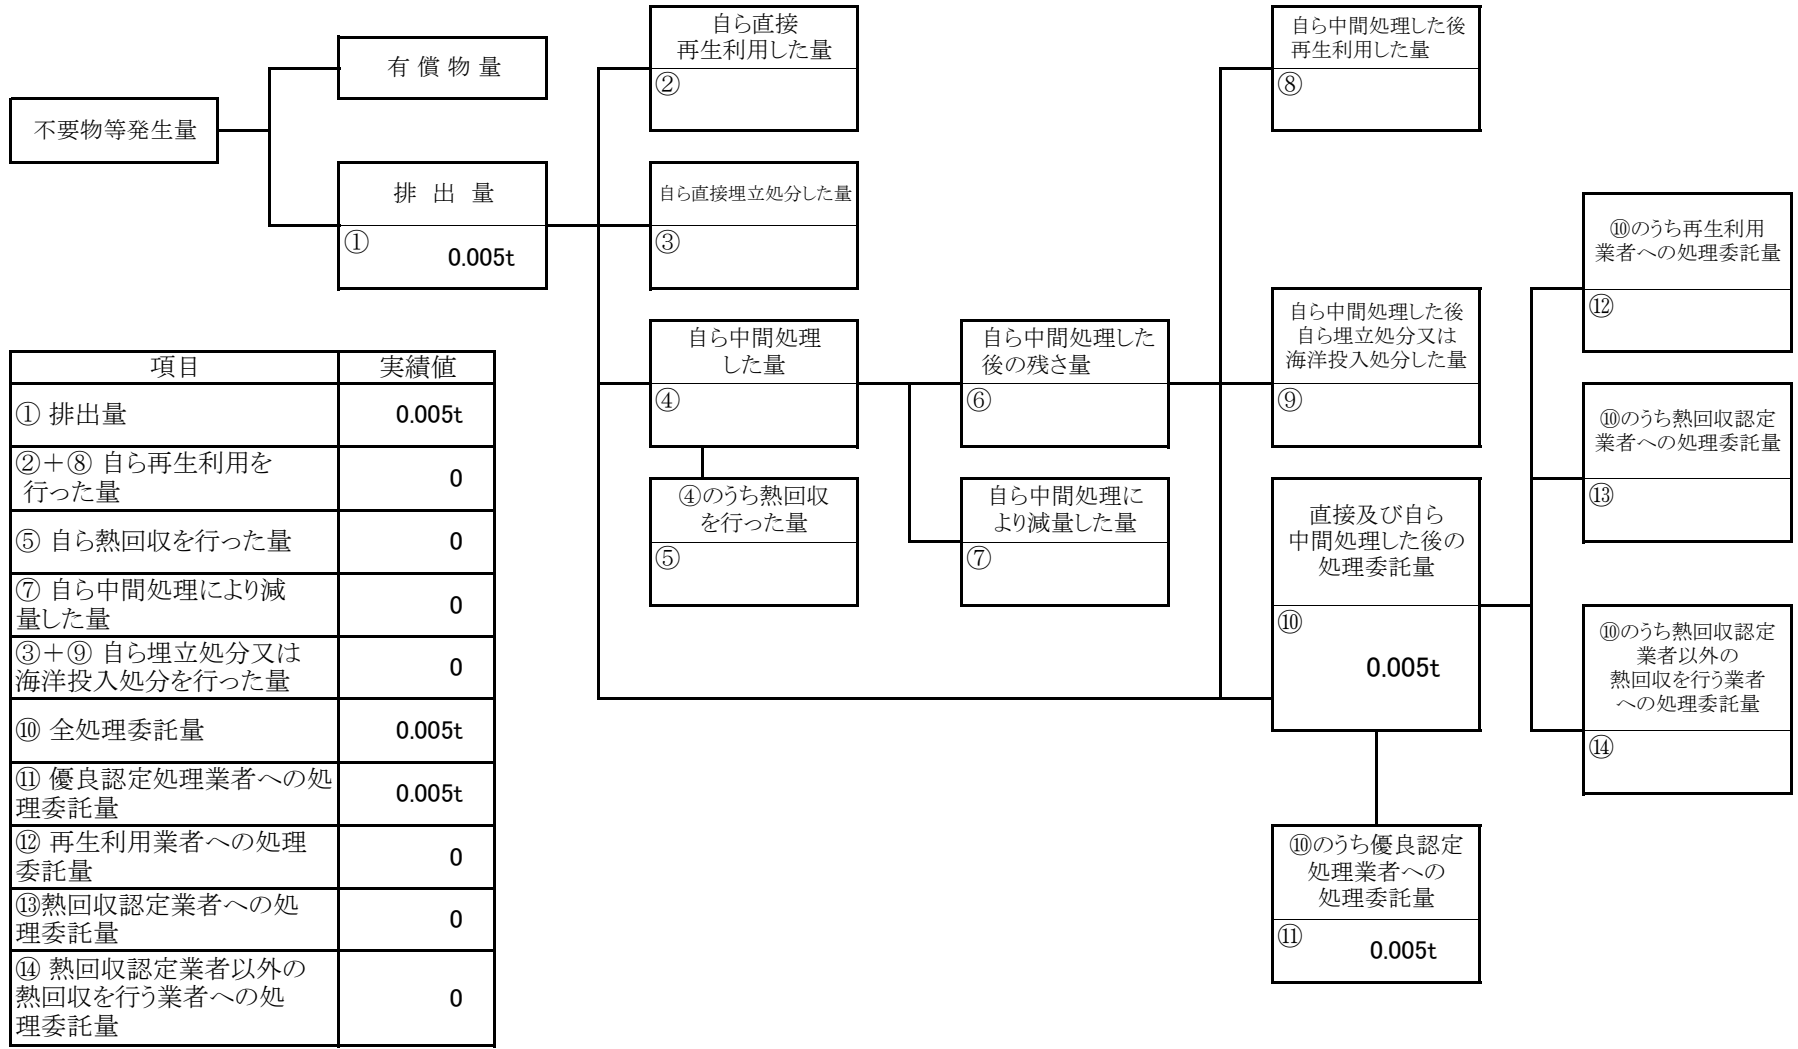 不要物等発生量
有償物量
排出量
①
0.005t
自ら直接
再生利用した量
②
自ら直接埋立処分した量
③
自ら中間処理
した量
④
④のうち熱回収
を行った量
⑤
自ら中間処理した
後の残さ量
⑥
自ら中間処理に
より減量した量
⑦
自ら中間処理した後
再生利用した量
⑧
自ら中間処理した後
自ら埋立処分又は
海洋投入処分した量
⑨
直接及び自ら
中間処理した後の
処理委託量
⑩
0.005t
⑩のうち優良認定
処理業者への
処理委託量
⑪
0.005t
⑩のうち再生利用
業者への処理委託量
⑫
⑩のうち熱回収認定
業者への処理委託量
⑬
⑩のうち熱回収認定
業者以外の
熱回収を行う業者
への処理委託量
⑭
項目 実績値
① 排出量 0.005t
②＋⑧ 自ら再生利用を
行った量 0
⑤ 自ら熱回収を行った量 0
⑦ 自ら中間処理により減
量した量 0
③＋⑨ 自ら埋立処分又は
海洋投入処分を行った量 0
⑩ 全処理委託量 0.005t
⑪ 優良認定処理業者への処
理委託量 0.005t
⑫ 再生利用業者への処理
委託量 0
⑬熱回収認定業者への処
理委託量 0
⑭ 熱回収認定業者以外の
熱回収を行う業者への処
理委託量 0